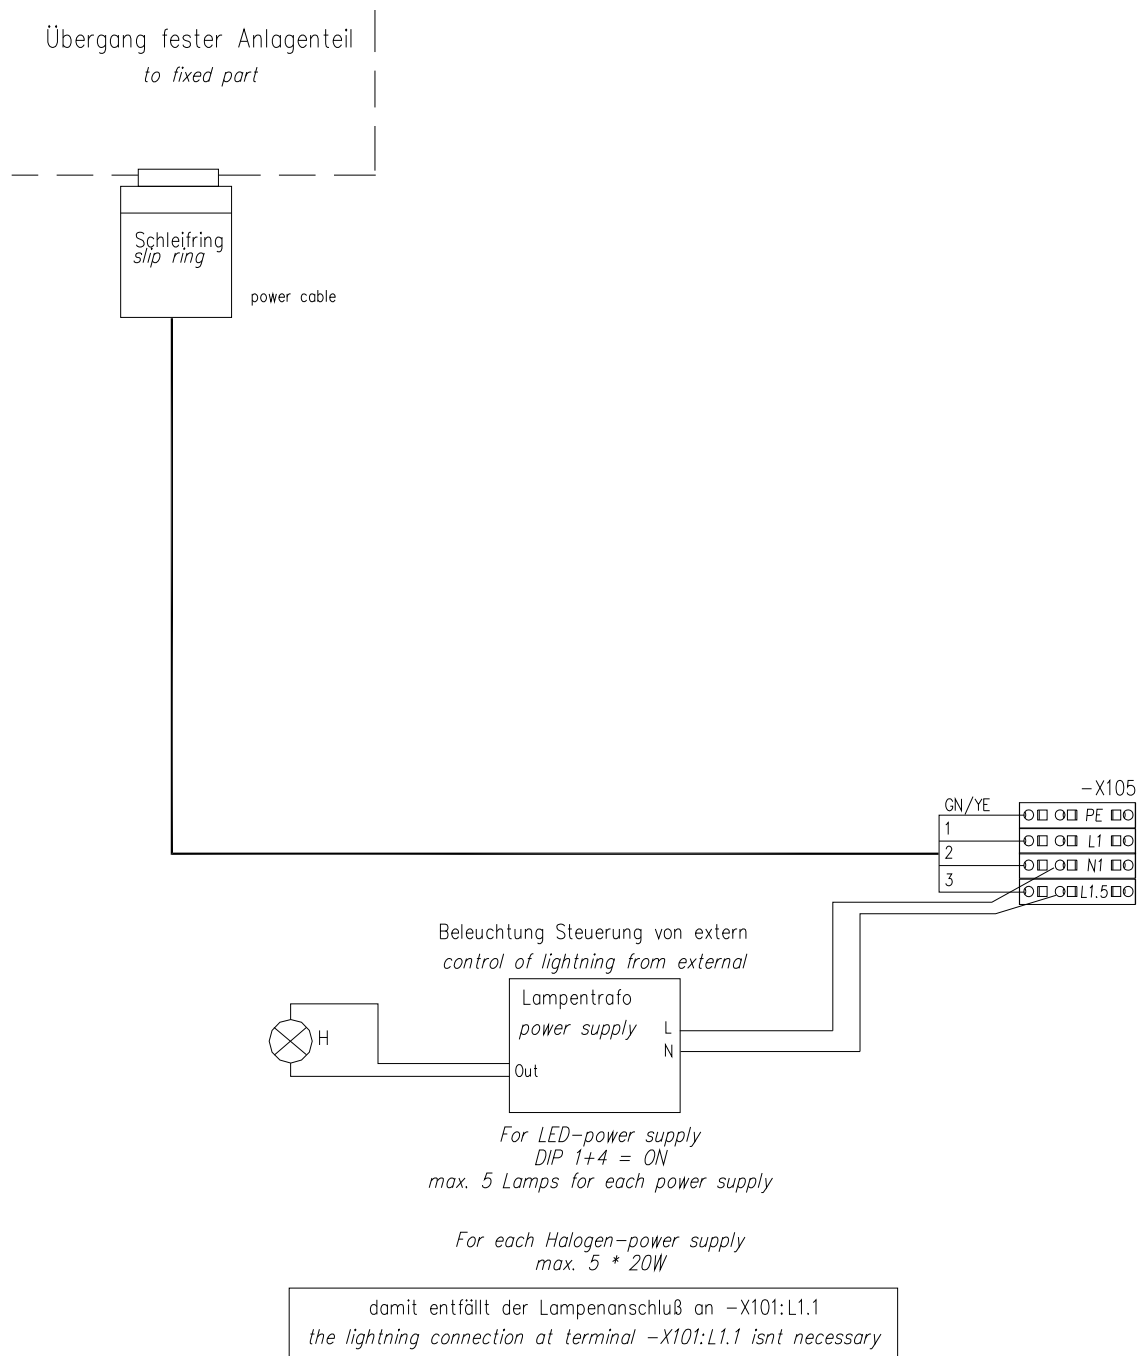 Übergang fester Anlagenteil
to fixed part
Schleifring
slip ring
power cable
-X105
GN/YE
PE
1
L1
2
N1
3
L1.5
Beleuchtung Steuerung von extern
control of lightning from external
Lampentrafo
power supply
L
H
N
Out
For LED-power supply
DIP 1+4 = ON
max. 5 Lamps for each power supply
For each Halogen-power supply
max. 5 * 20W
damit entfällt der Lampenanschluß an -X101:L1.1
the lightning connection at terminal -X101:L1.1 isnt necessary